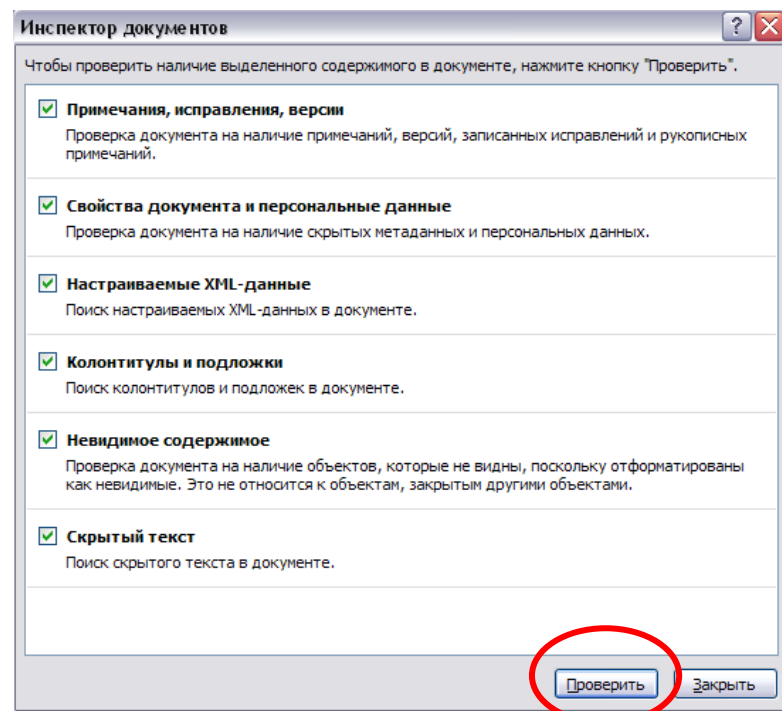 Инспектор документов
Чтобы проверить наличие выделенного содержимого в документе, нажмите кнопку "Проверить".
Примечания, исправления, версии
Проверка документа на наличие примечаний, версий, записанных исправлений и рукописных
примечаний.
Свойства документа и персональные данные
Проверка документа на наличие скрытых метаданных и персональных данных.
Настраиваемые XML-данные
Поиск настраиваемых XML-данных в документе.
Колонтитулы и подложки
Поиск колонтитулов и подложек в документе.
Невидимое содержимое
Проверка документа на наличие объектов, которые не видны, поскольку отформатированы
как невидимые. Это не относится к объектам, закрытым другими объектами.
Скрытый текст
Поиск скрытого текста в документе.
Проверить Закрыть